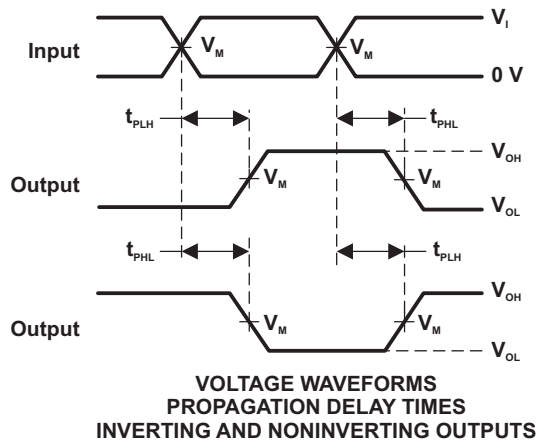 V_I
Input V_M V_M
0 V
t_PLH t_PHL
V_OH
Output V_M V_M
V_OL
t_PHL t_PLH
V_OH
Output V_M V_M
V_OL
VOLTAGE WAVEFORMS
PROPAGATION DELAY TIMES
INVERTING AND NONINVERTING OUTPUTS